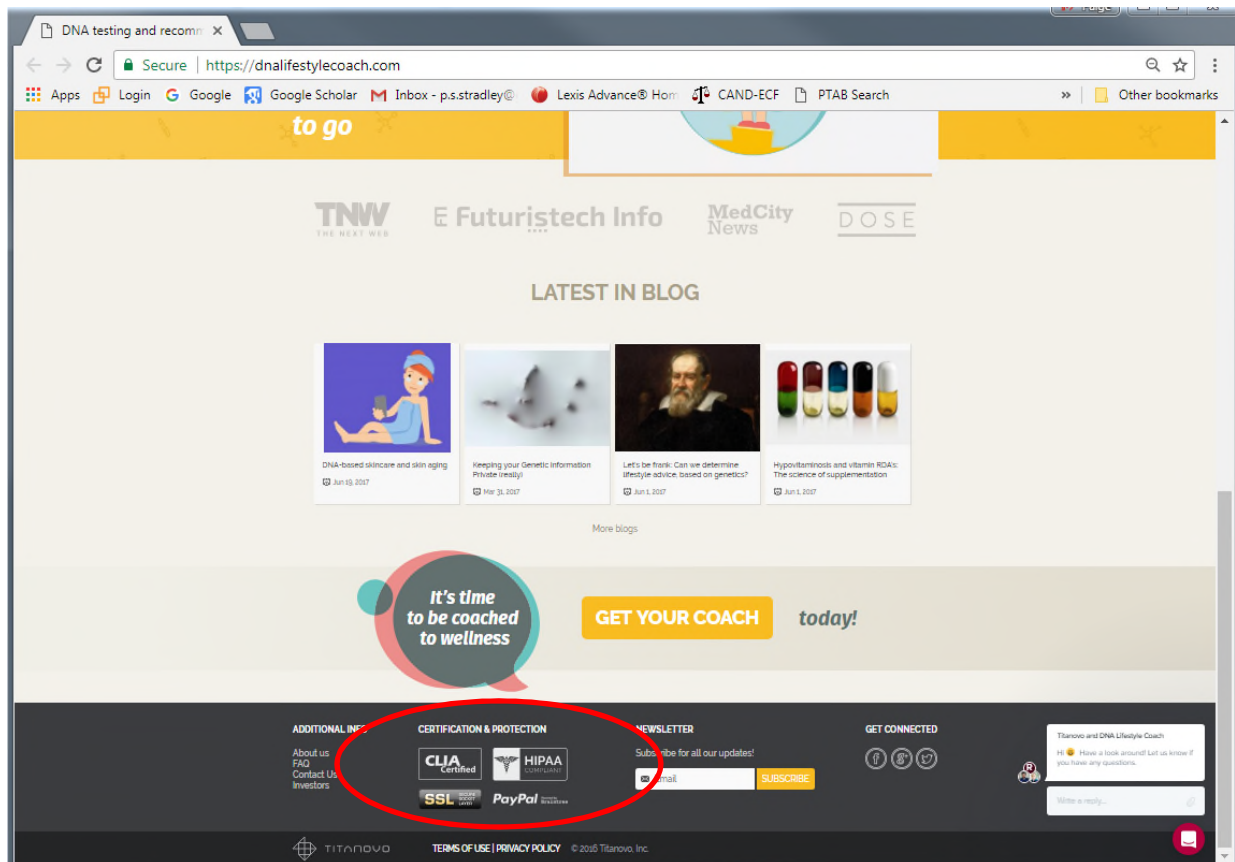 Paige
DNA testing and recomm
Secure | https://dnalifestylecoach.com
Apps Login Google Google Scholar Inbox - p.s.stradley@ Lexis Advance® Hom CAND-ECF PTAB Search » Other bookmarks
to go
TNW
THE NEXT WEB
Futuristech Info
MedCity
News
DOSE
LATEST IN BLOG
DNA-based skincare and skin aging
Jun 19, 2017
Keeping your Genetic Information
Private (really)
Mar 31, 2017
Let's be frank: Can we determine
lifestyle advice, based on genetics?
Jun 1, 2017
Hypovitaminosis and vitamin RDA's:
The science of supplementation
Jun 1, 2017
More blogs
It's time
to be coached
to wellness
GET YOUR COACH today!
ADDITIONAL INFO
About us
FAQ
Contact Us
Investors
CERTIFICATION & PROTECTION
CLIA
Certified
HIPAA
COMPLIANT
SSL SECURE
SOCKET
LAYER
PayPal
NEWSLETTER
Subscribe for all our updates!
Email SUBSCRIBE
GET CONNECTED
Titanovo and DNA Lifestyle Coach
Hi Have a look around! Let us know if
you have any questions.
Write a reply...
TITANOVO TERMS OF USE | PRIVACY POLICY © 2016 Titanovo, Inc.